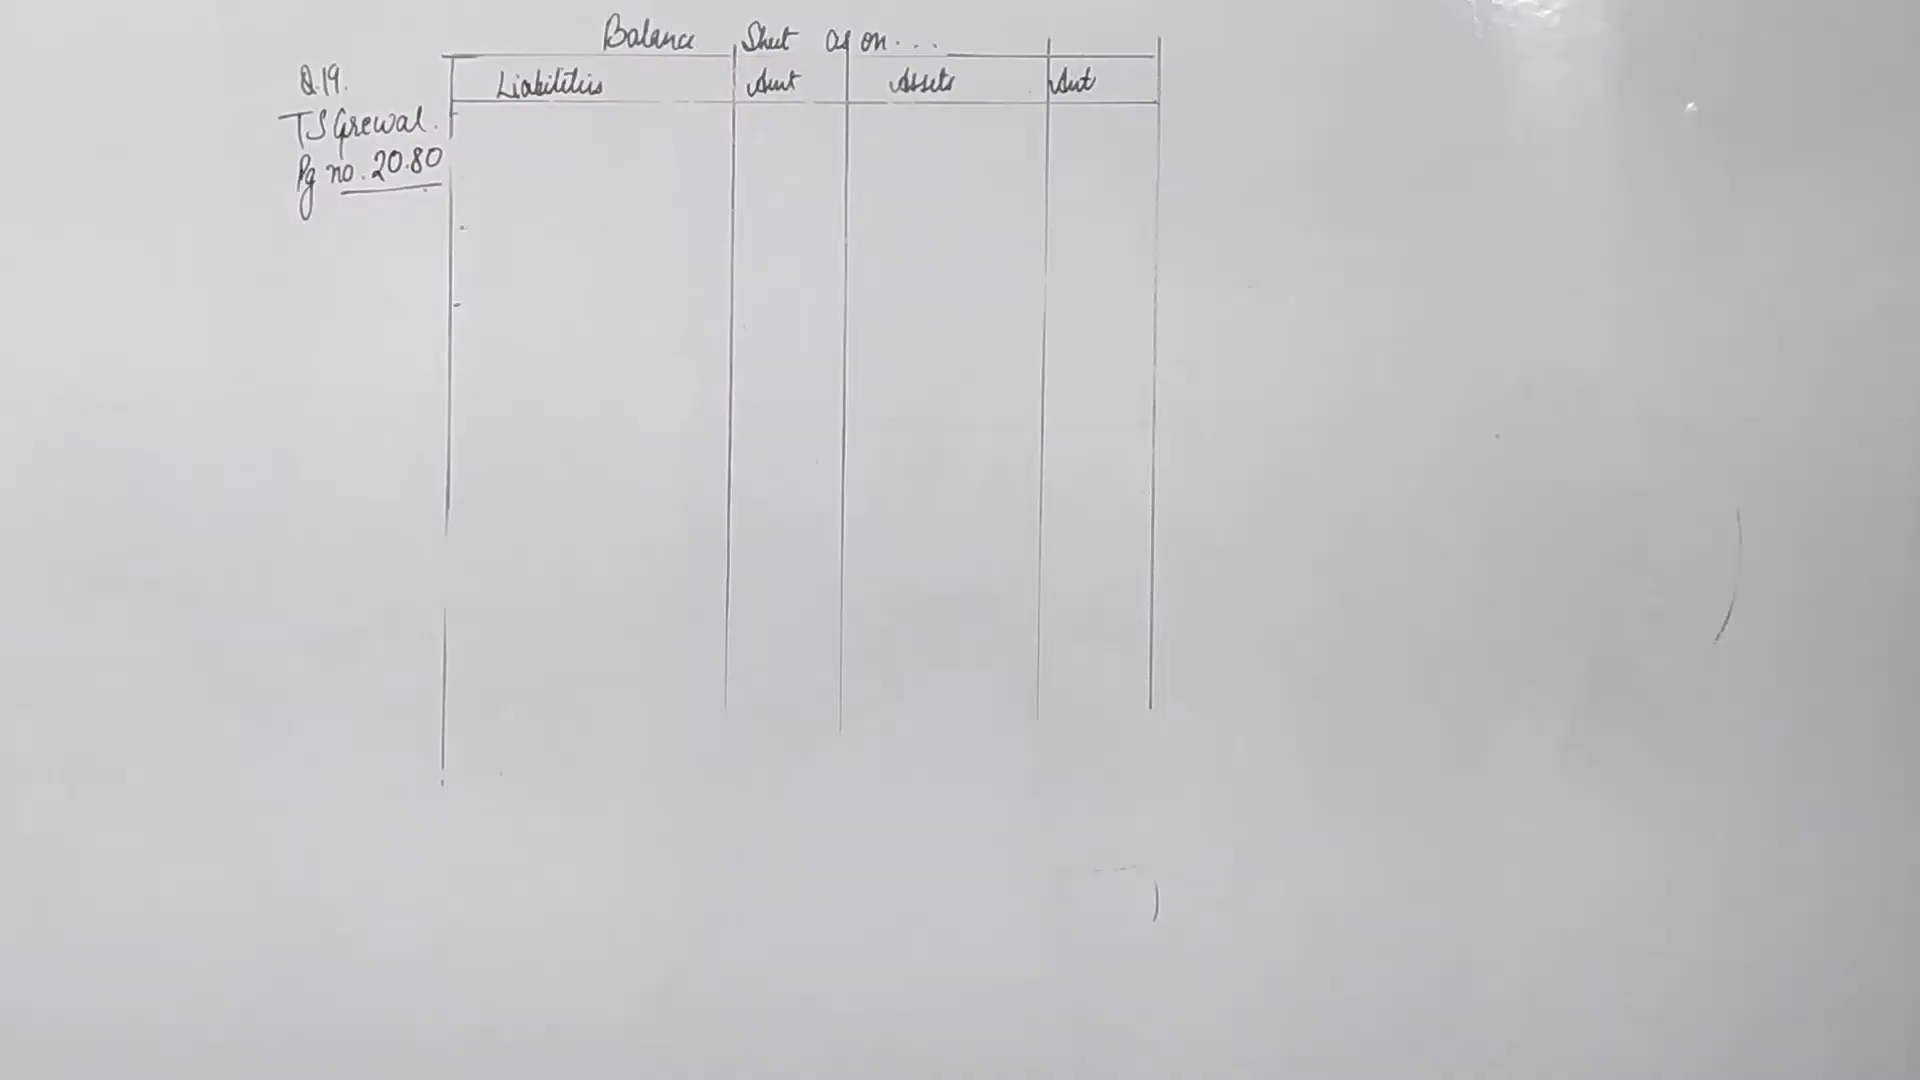 Balance Sheet as on...
Q.19.
Liabilities Amt Assets Amt
TS Grewal.
Pg no. 20.80